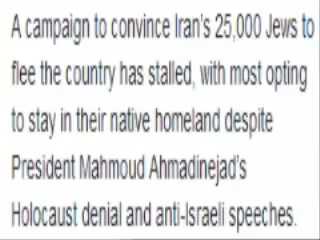 A campaign to convince Iran's 25,000 Jews to
flee the country has stalled, with most opting
to stay in their native homeland despite
President Mahmoud Ahmadinejad's
Holocaust denial and anti-Israeli speeches.